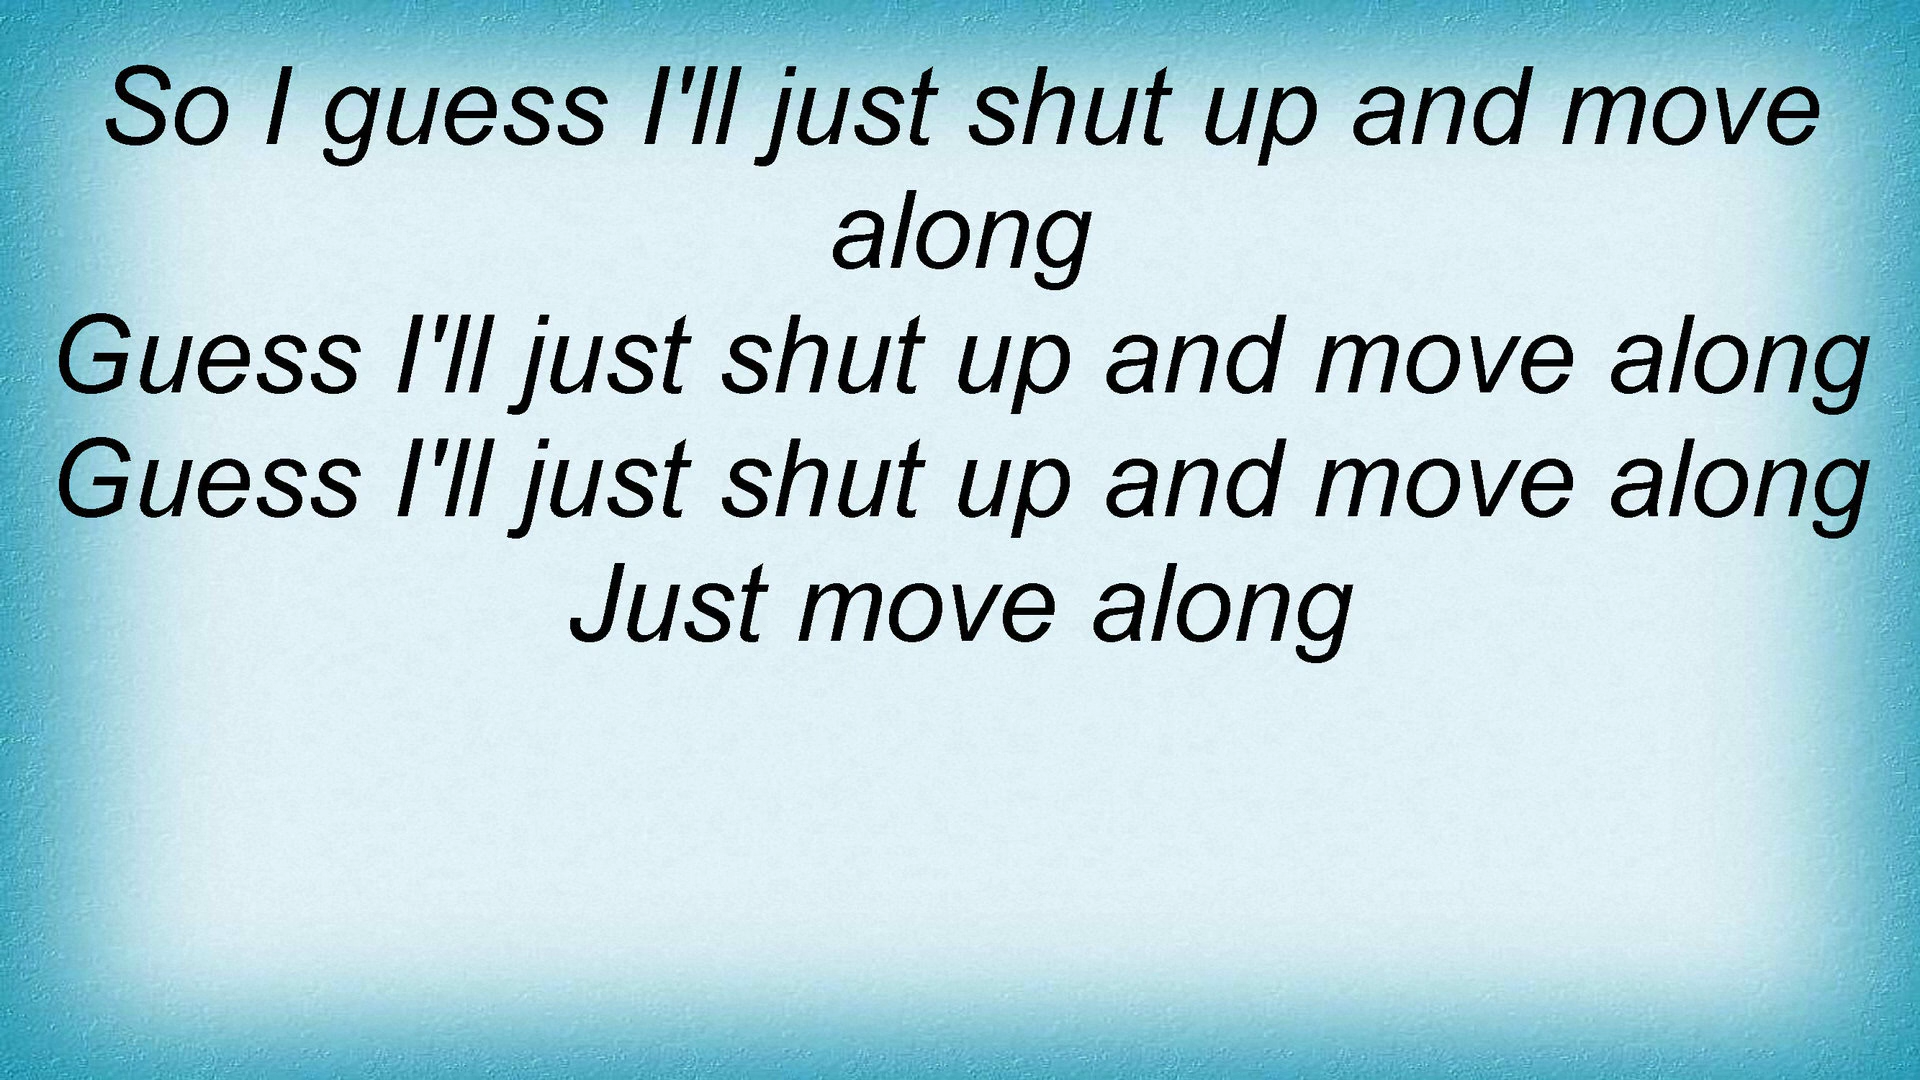 So I guess I'll just shut up and move
along
Guess I'll just shut up and move along
Guess I'll just shut up and move along
Just move along